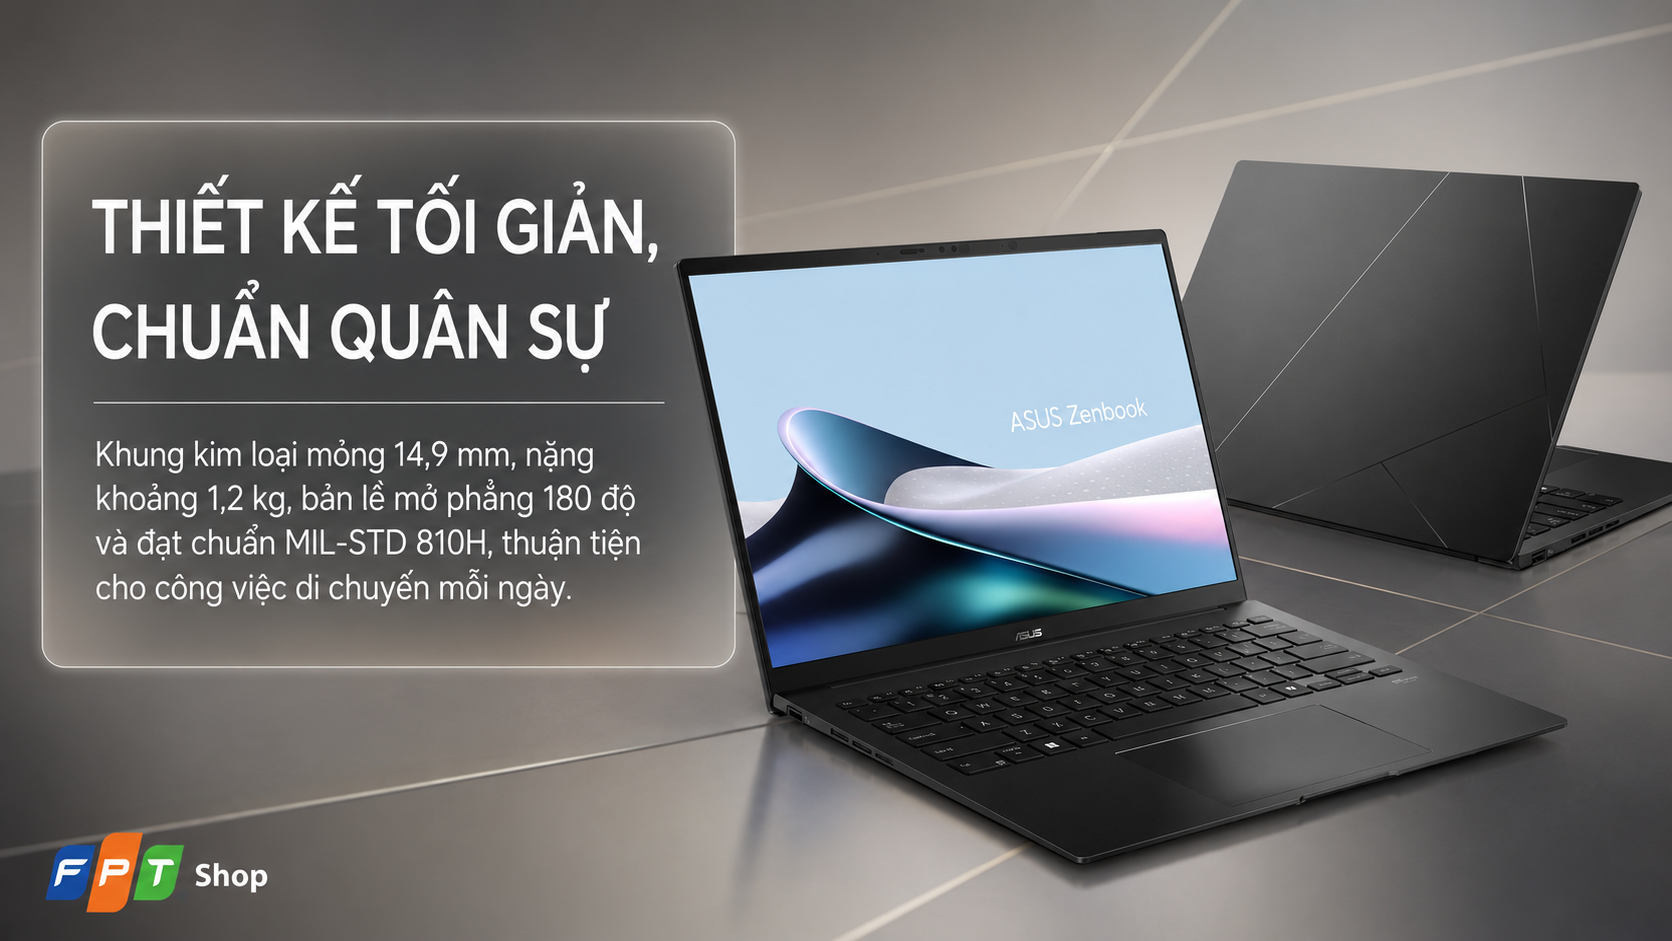 THIẾT KẾ TỐI GIẢN,
CHUẨN QUÂN SỰ
Khung kim loại mỏng 14,9 mm, nặng
khoảng 1,2 kg, bản lề mở phẳng 180 độ
và đạt chuẩn MIL-STD 810H, thuận tiện
cho công việc di chuyến mỗi ngày.
ASUS Zenbook
ASUS
FPT Shop